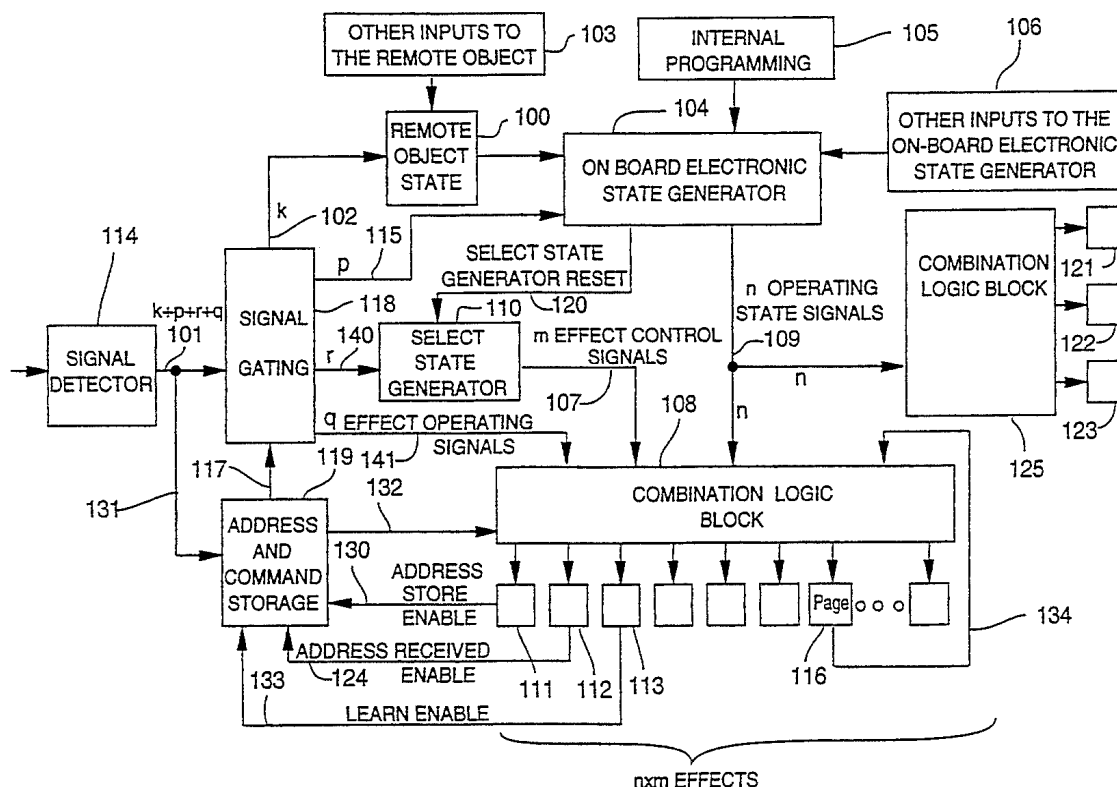 OTHER INPUTS TO
THE REMOTE OBJECT
103
INTERNAL
PROGRAMMING
105
106
104
100
REMOTE
OBJECT
STATE
ON BOARD ELECTRONIC
STATE GENERATOR
OTHER INPUTS TO THE
ON-BOARD ELECTRONIC
STATE GENERATOR
k
102
115
p
114
118
SELECT STATE
GENERATOR RESET
120
110
k+p+r+q
101
SIGNAL
DETECTOR
SIGNAL
GATING
140
r
SELECT
STATE
GENERATOR
m EFFECT CONTROL
SIGNALS
107
n OPERATING
STATE SIGNALS
109
n
n
COMBINATION
LOGIC BLOCK
121
122
123
125
q EFFECT OPERATING
SIGNALS
141
108
117
119
132
131
ADDRESS
AND
COMMAND
STORAGE
COMBINATION LOGIC
BLOCK
130
ADDRESS
STORE
ENABLE
Page
134
ADDRESS RECEIVED
ENABLE
124
133
111
112
113
116
LEARN ENABLE
nxm EFFECTS